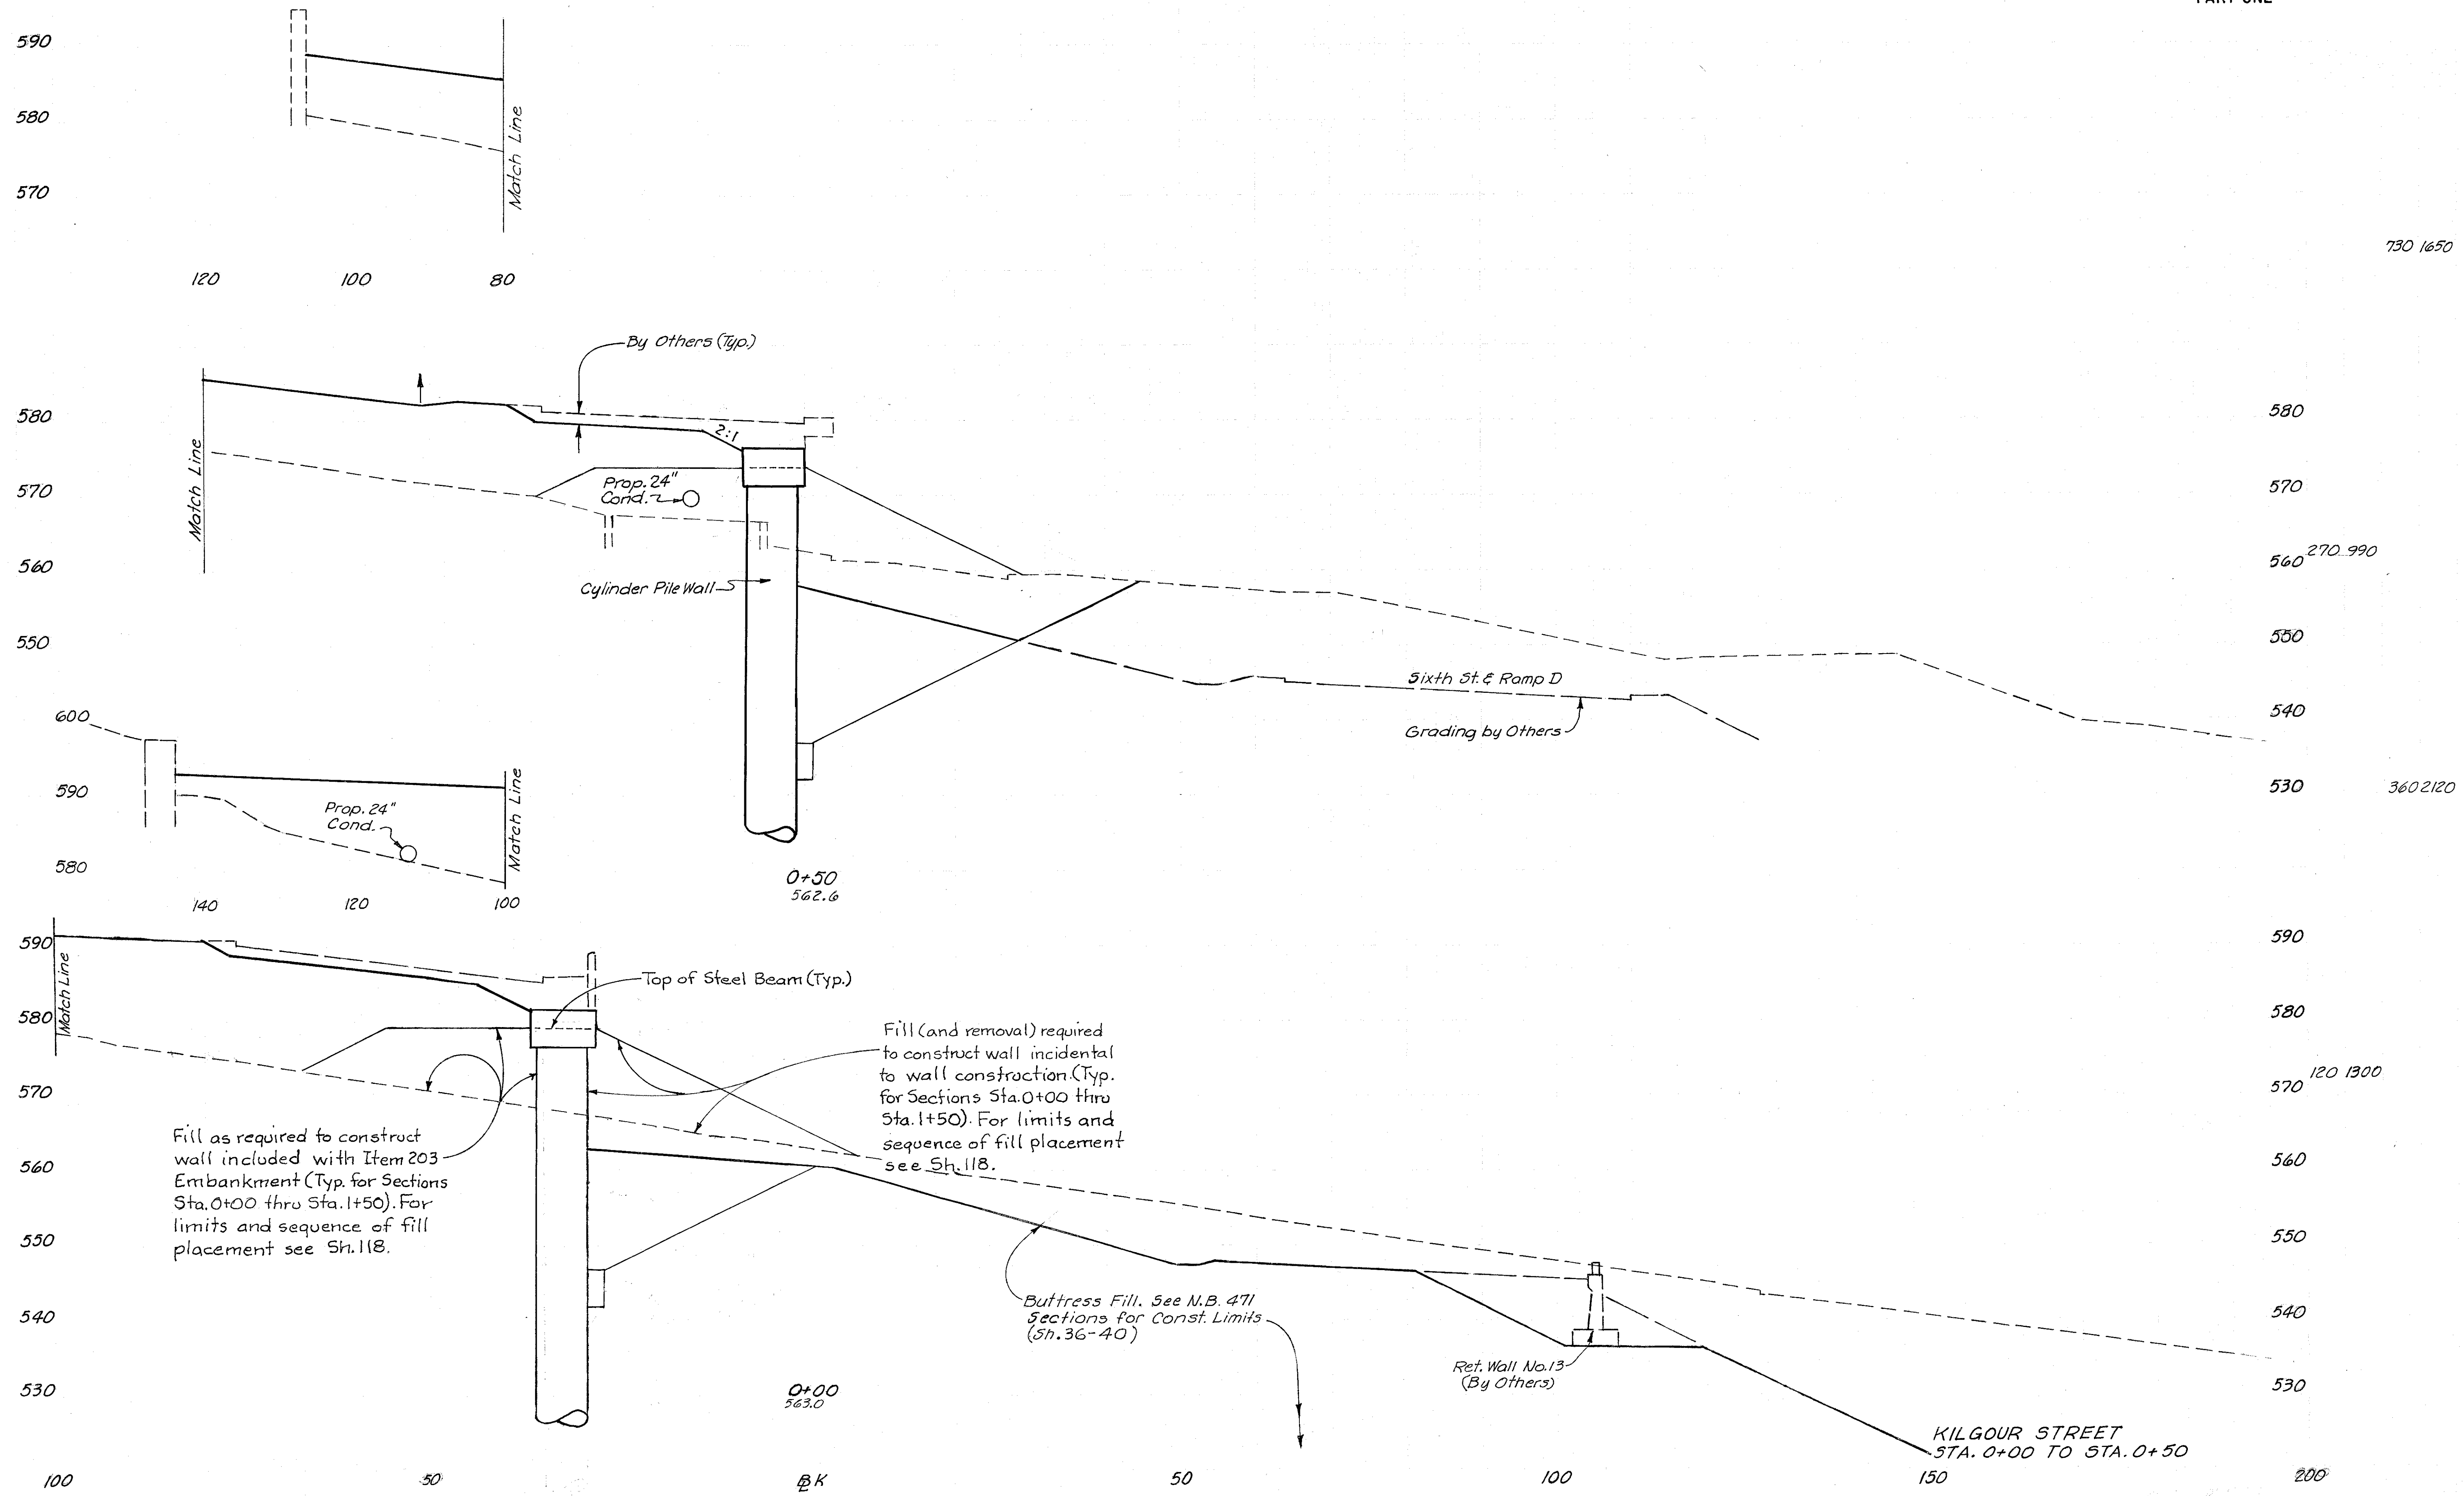 PART ONE
590
580
570
Match Line
120 100 80
730 1650
By Others (Typ.)
2:1
Match Line
580
570
560
550
Prop. 24"
Cond.
Cylinder Pile Wall
580
570
560
270 990
550
540
530
360 2120
Sixth St. & Ramp D
Grading by Others
600
590
580
Prop. 24"
Cond.
Match Line
140 120 100
0+50
562.6
590
580
570
560
550
540
530
Match Line
Top of Steel Beam (Typ.)
Fill (and removal) required
to construct wall incidental
to wall construction. (Typ.
for Sections Sta. 0+00 thru
Sta. 1+50). For limits and
sequence of fill placement
see Sh. 118.
Fill as required to construct
wall included with Item 203
Embankment (Typ. for Sections
Sta. 0+00 thru Sta. 1+50). For
limits and sequence of fill
placement see Sh. 118.
590
580
570
120 1300
560
550
540
530
Buttress Fill. See N.B. 471
Sections for Const. Limits
(Sh. 36-40)
Ret. Wall No. 13
(By Others)
0+00
563.0
KILGOUR STREET
STA. 0+00 TO STA. 0+50
100 50 BL K 50 100 150 200